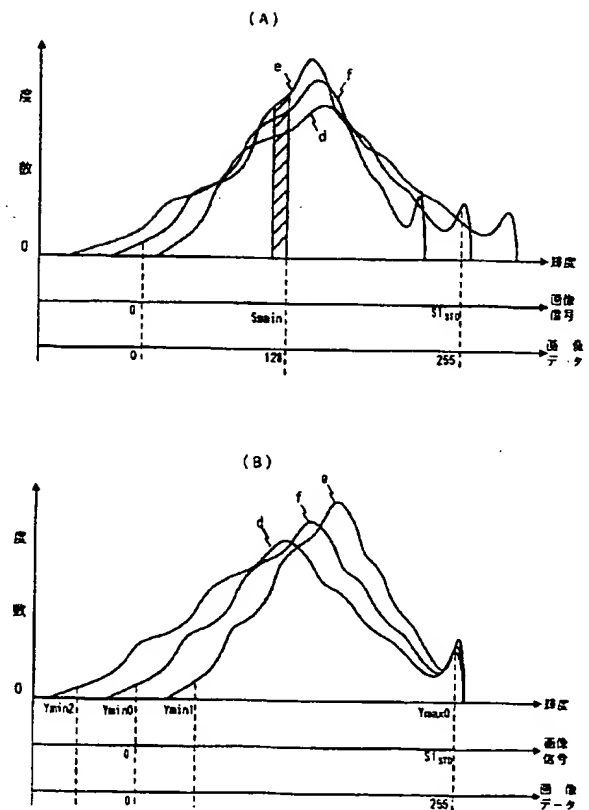 (A)
度数
e
f
d
0
輝度
0
Smin
S1STD
画像信号
0
128
255
画像データ
(B)
度数
d
f
e
0
Ymin2
Ymin0
Ymin1
Ymax0
輝度
0
S1STD
画像信号
0
255
画像データ